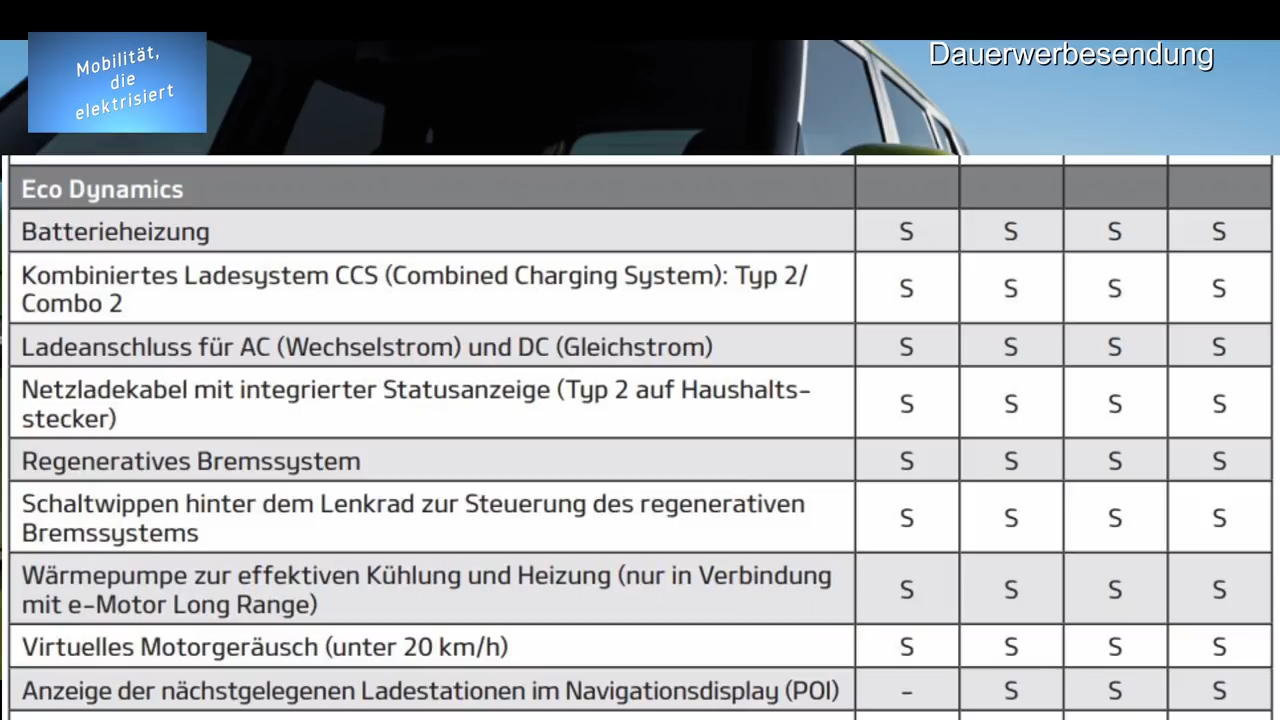 Mobilität,
die
elektrisiert
Dauerwerbesendung
Eco Dynamics
Batterieheizung S S S S
Kombiniertes Ladesystem CCS (Combined Charging System): Typ 2/
Combo 2 S S S S
Ladeanschluss für AC (Wechselstrom) und DC (Gleichstrom) S S S S
Netzladekabel mit integrierter Statusanzeige (Typ 2 auf Haushalts-
stecker) S S S S
Regeneratives Bremssystem S S S S
Schaltwippen hinter dem Lenkrad zur Steuerung des regenerativen
Bremssystems S S S S
Wärmepumpe zur effektiven Kühlung und Heizung (nur in Verbindung
mit e-Motor Long Range) S S S S
Virtuelles Motorgeräusch (unter 20 km/h) S S S S
Anzeige der nächstgelegenen Ladestationen im Navigationsdisplay (POI) - S S S